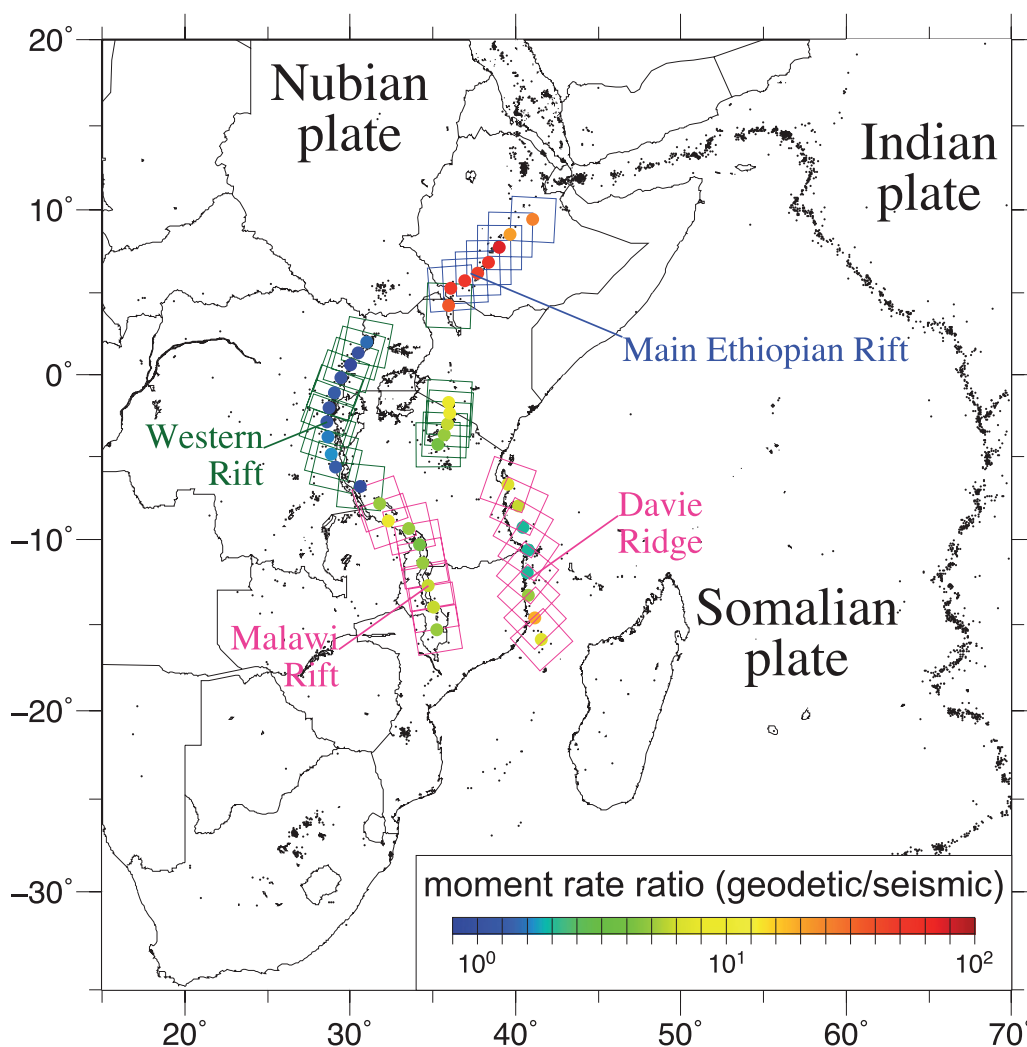 20°
Nubian
plate
Indian
plate
10°
Main Ethiopian Rift
0°
Western
Rift
Davie
Ridge
−10°
Somalian
plate
Malawi
Rift
−20°
moment rate ratio (geodetic/seismic)
−30°
10⁰ 10¹ 10²
20° 30° 40° 50° 60° 70°